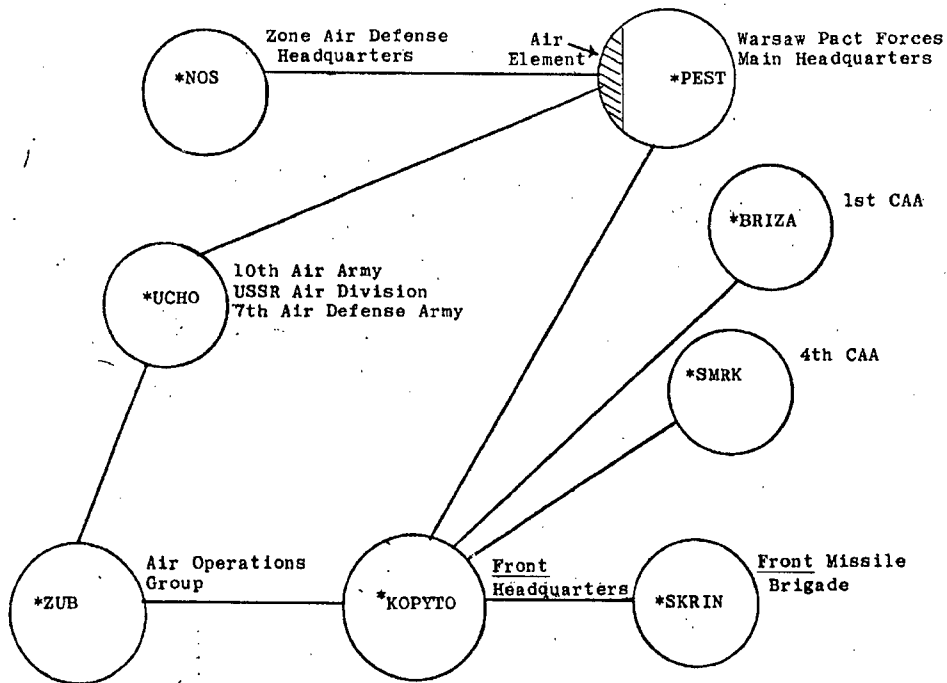 Zone Air Defense
Headquarters
*NOS
Air
Element
*PEST
Warsaw Pact Forces
Main Headquarters
*BRIZA
1st CAA
*UCHO
10th Air Army
USSR Air Division
7th Air Defense Army
*SMRK
4th CAA
*ZUB
Air Operations
Group
*KOPYTO
Front
Headquarters
*SKRIN
Front Missile
Brigade